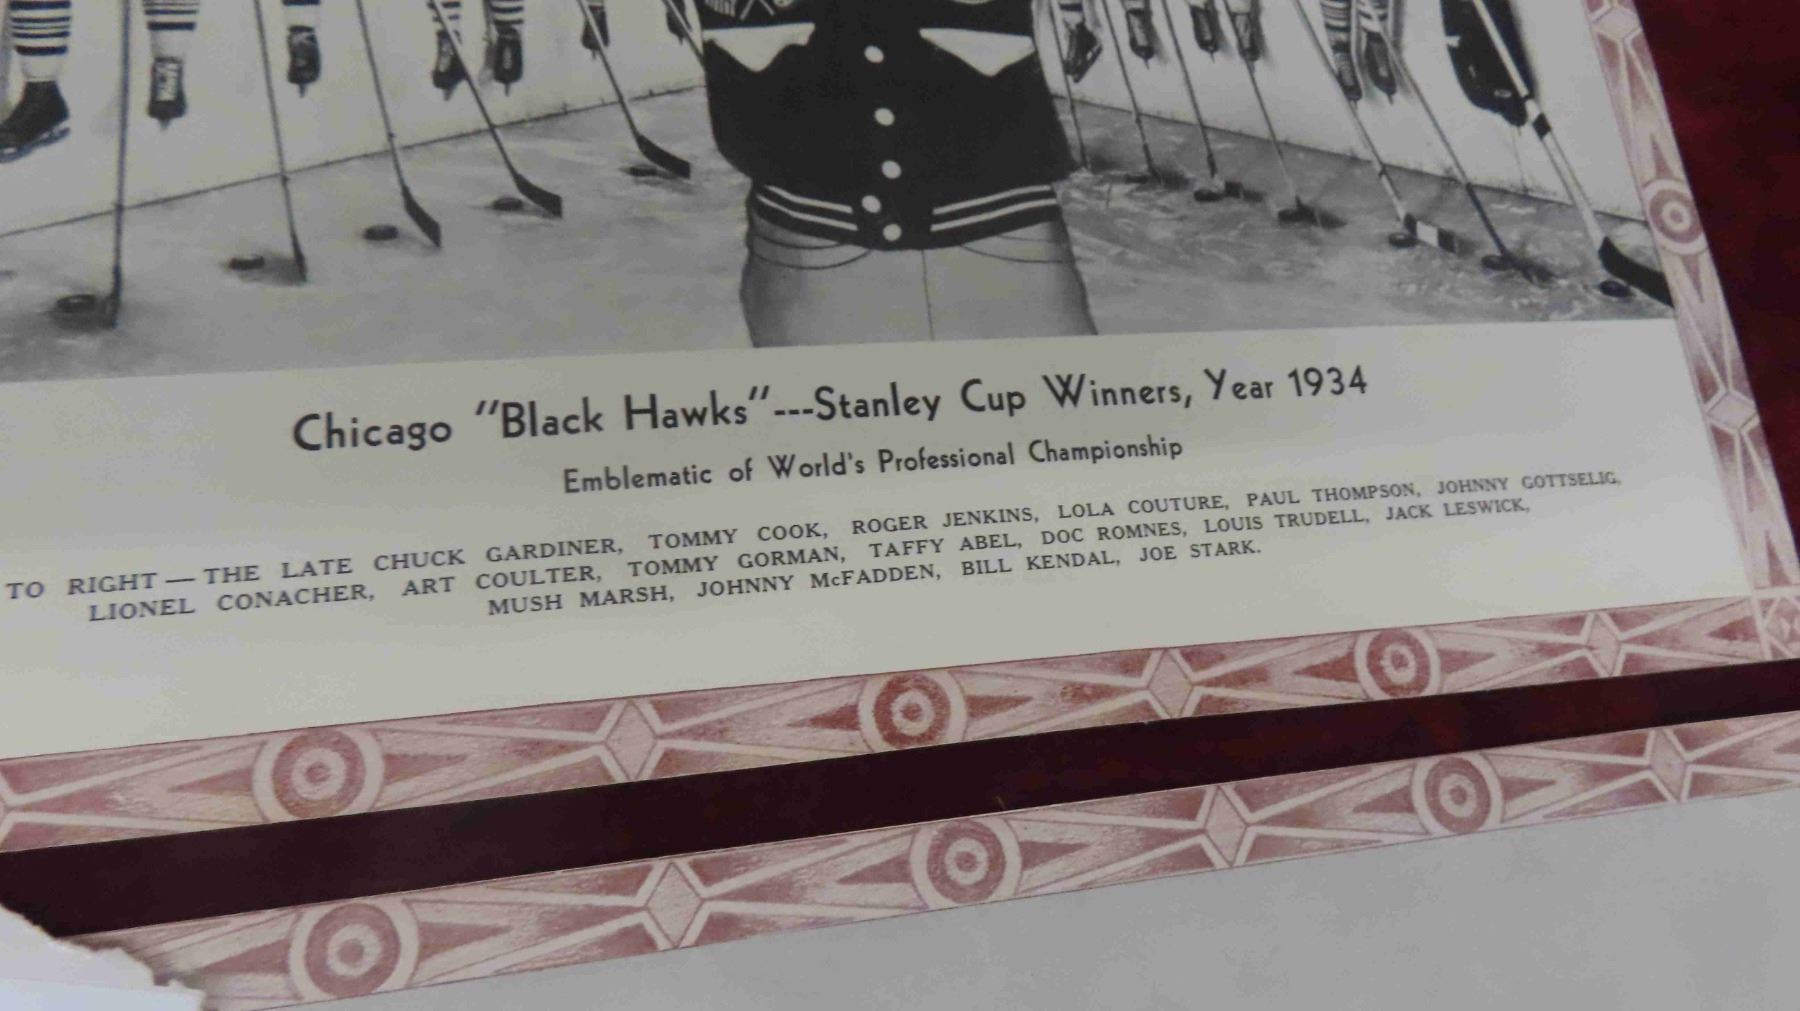 Chicago "Black Hawks"---Stanley Cup Winners, Year 1934
Emblematic of World's Professional Championship
TO RIGHT — THE LATE CHUCK GARDINER, TOMMY COOK, ROGER JENKINS, LOLA COUTURE, PAUL THOMPSON, JOHNNY GOTTSELIG,
LIONEL CONACHER, ART COULTER, TOMMY GORMAN, TAFFY ABEL, DOC ROMNES, LOUIS TRUDELL, JACK LESWICK,
MUSH MARSH, JOHNNY McFADDEN, BILL KENDAL, JOE STARK.